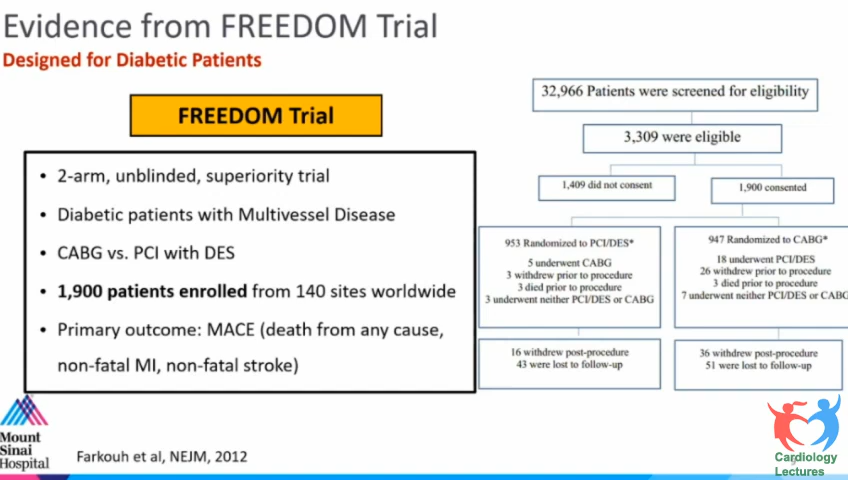 Evidence from FREEDOM Trial
Designed for Diabetic Patients
FREEDOM Trial
• 2-arm, unblinded, superiority trial
• Diabetic patients with Multivessel Disease
• CABG vs. PCI with DES
• 1,900 patients enrolled from 140 sites worldwide
• Primary outcome: MACE (death from any cause,
non-fatal MI, non-fatal stroke)
32,966 Patients were screened for eligibility
3,309 were eligible
1,409 did not consent
1,900 consented
953 Randomized to PCI/DES*
5 underwent CABG
3 withdrew prior to procedure
3 died prior to procedure
3 underwent neither PCI/DES or CABG
947 Randomized to CABG*
18 underwent PCI/DES
26 withdrew prior to procedure
3 died prior to procedure
7 underwent neither PCI/DES or CABG
16 withdrew post-procedure
43 were lost to follow-up
36 withdrew post-procedure
51 were lost to follow-up
Mount
Sinai
Hospital
Farkouh et al, NEJM, 2012
Cardiology
Lectures